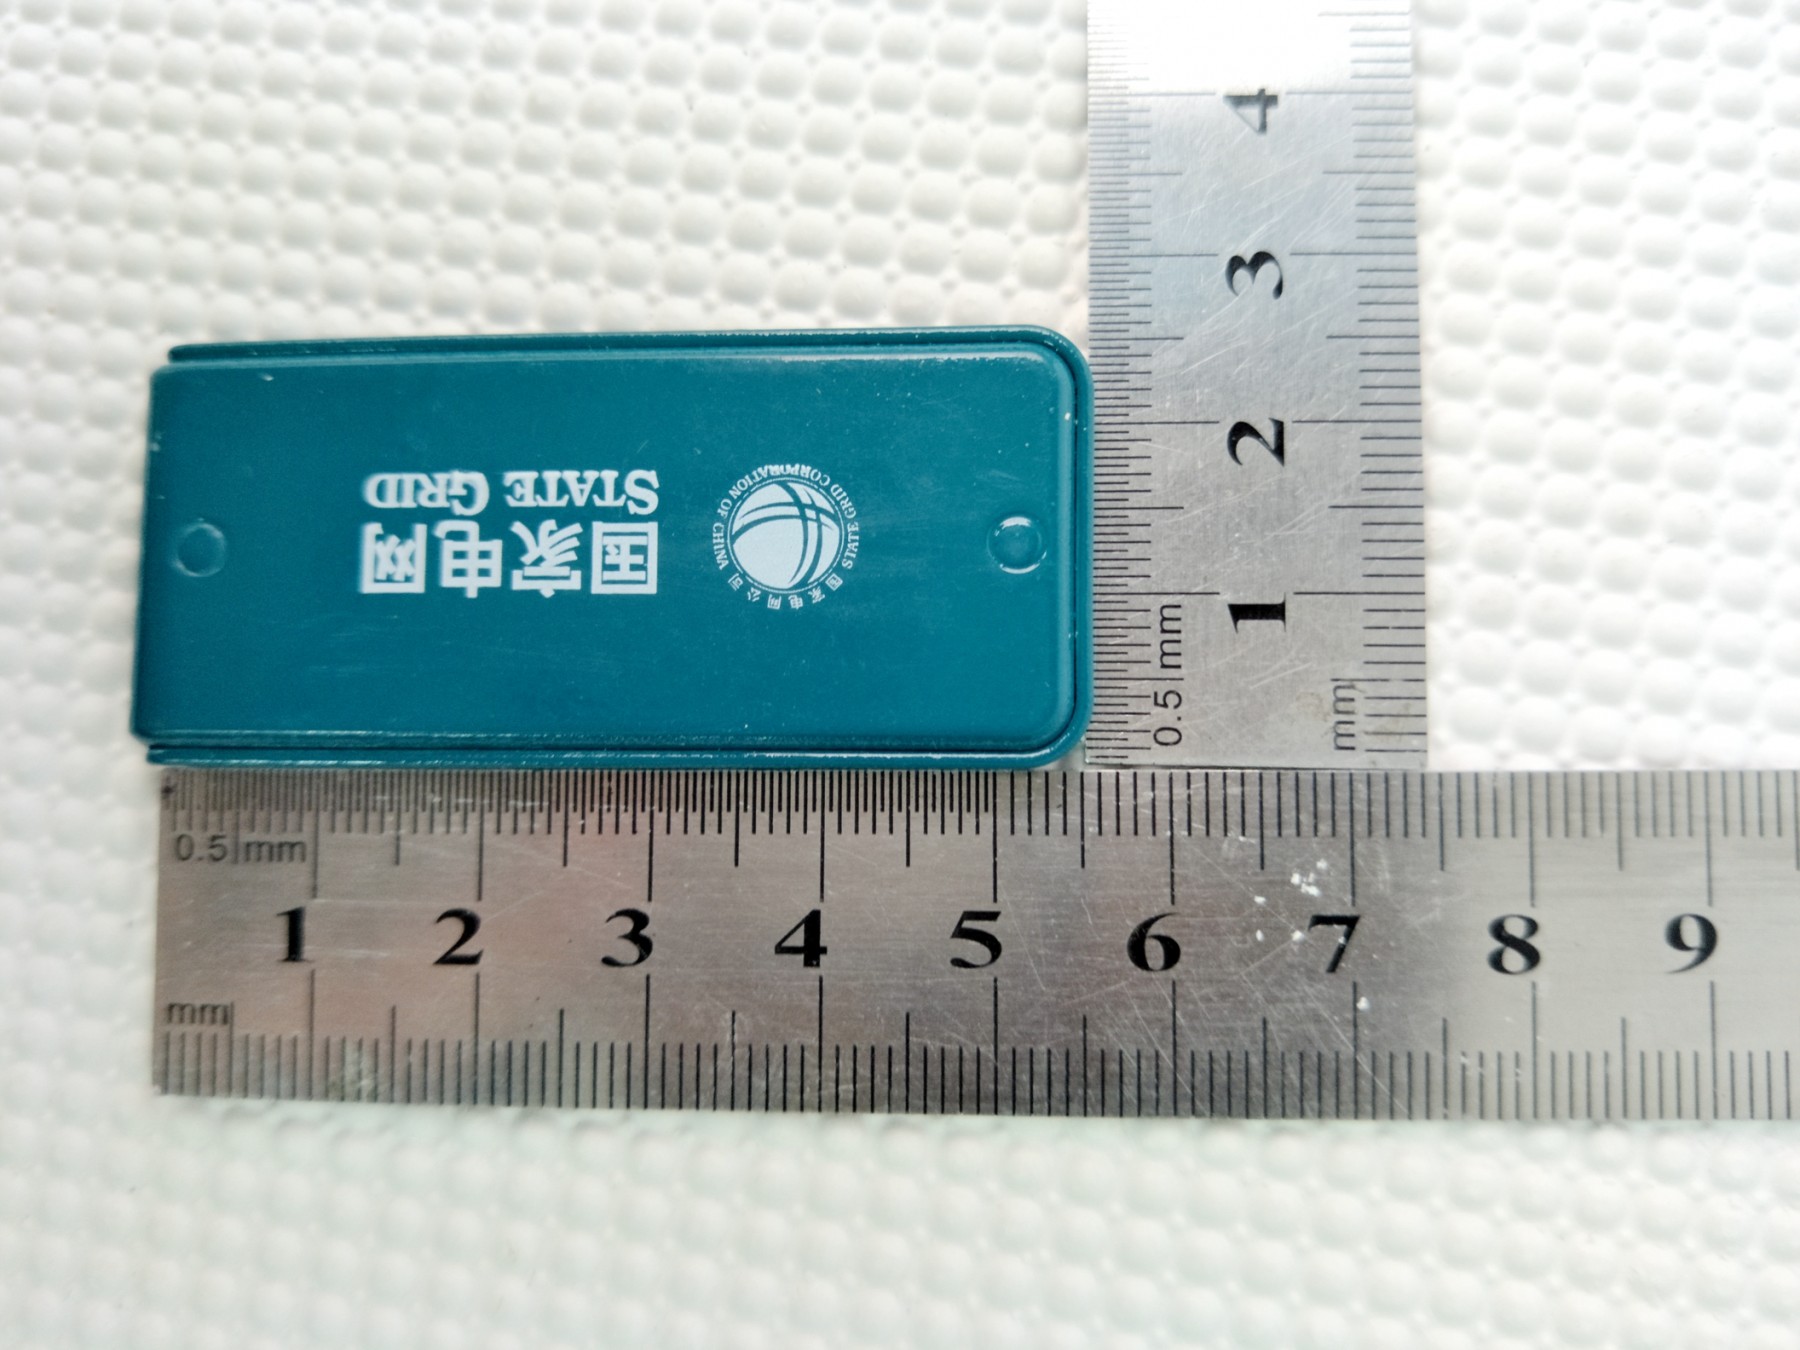 国家电网
STATE GRID
国家电网公司 STATE GRID CORPORATION OF CHINA
4
3
2
1
0.5 mm
mm
0.5 mm
1 2 3 4 5 6 7 8 9
mm